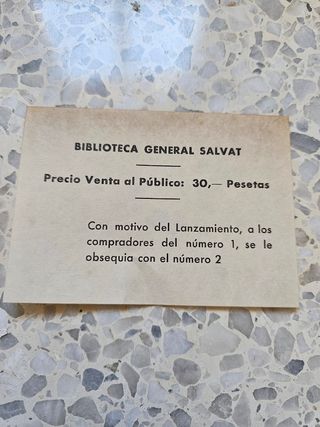 BIBLIOTECA GENERAL SALVAT
Precio Venta al Público: 30,— Pesetas
Con motivo del Lanzamiento, a los
compradores del número 1, se le
obsequia con el número 2